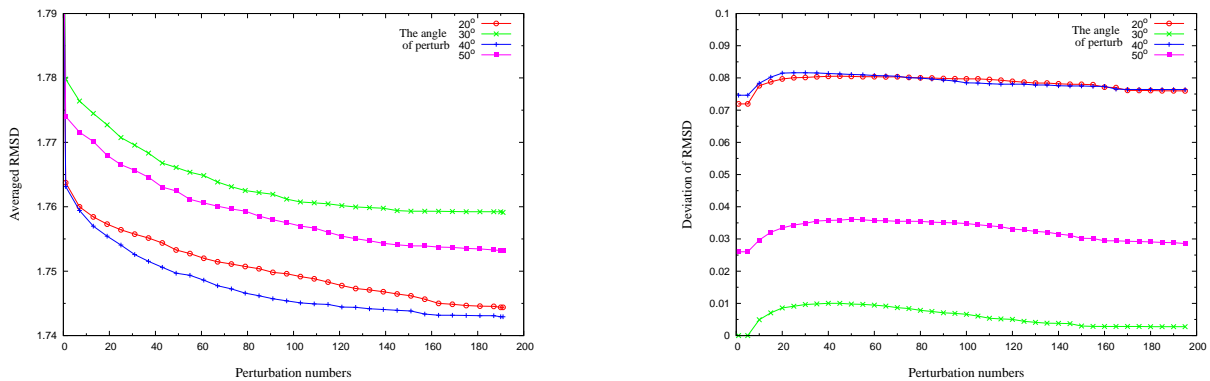 1.79
1.78
1.77
1.76
1.75
1.74
Averaged RMSD
0 20 40 60 80 100 120 140 160 180 200
Perturbation numbers
The angle
of perturb
20°
30°
40°
50°
0.1
0.09
0.08
0.07
0.06
0.05
0.04
0.03
0.02
0.010
0
Deviation of RMSD
0 20 40 60 80 100 120 140 160 180 200
Perturbation numbers
The angle
of perturb
20°
30°
40°
50°